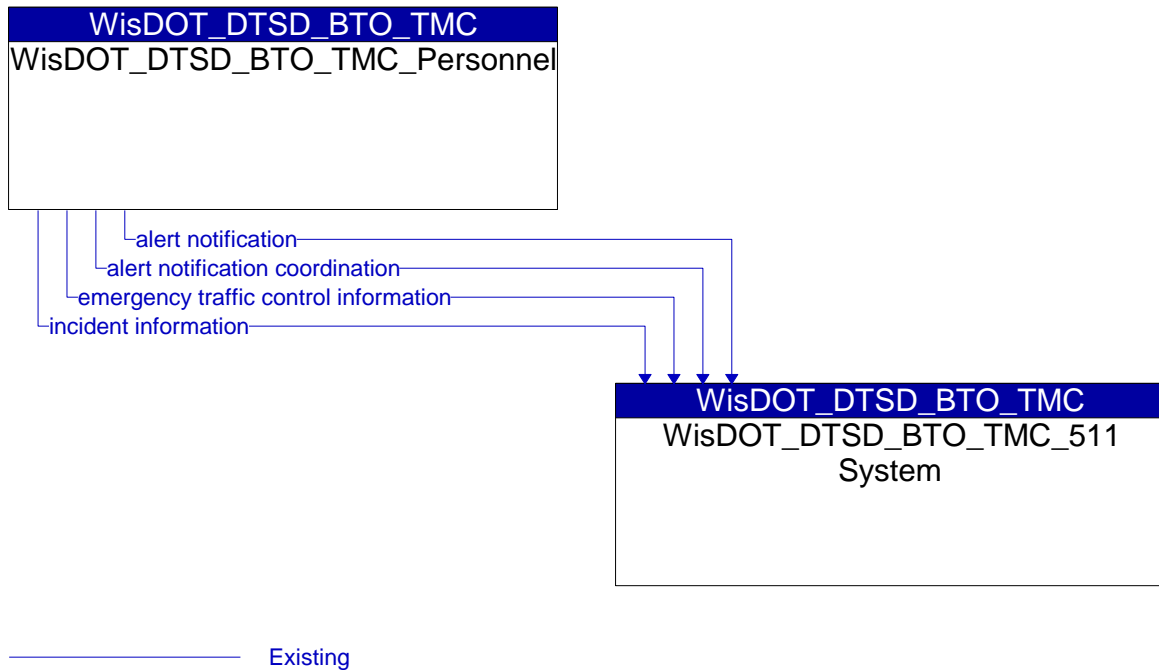 WisDOT_DTSD_BTO_TMC
WisDOT_DTSD_BTO_TMC_Personnel
alert notification
alert notification coordination
emergency traffic control information
incident information
WisDOT_DTSD_BTO_TMC
WisDOT_DTSD_BTO_TMC_511
System
Existing